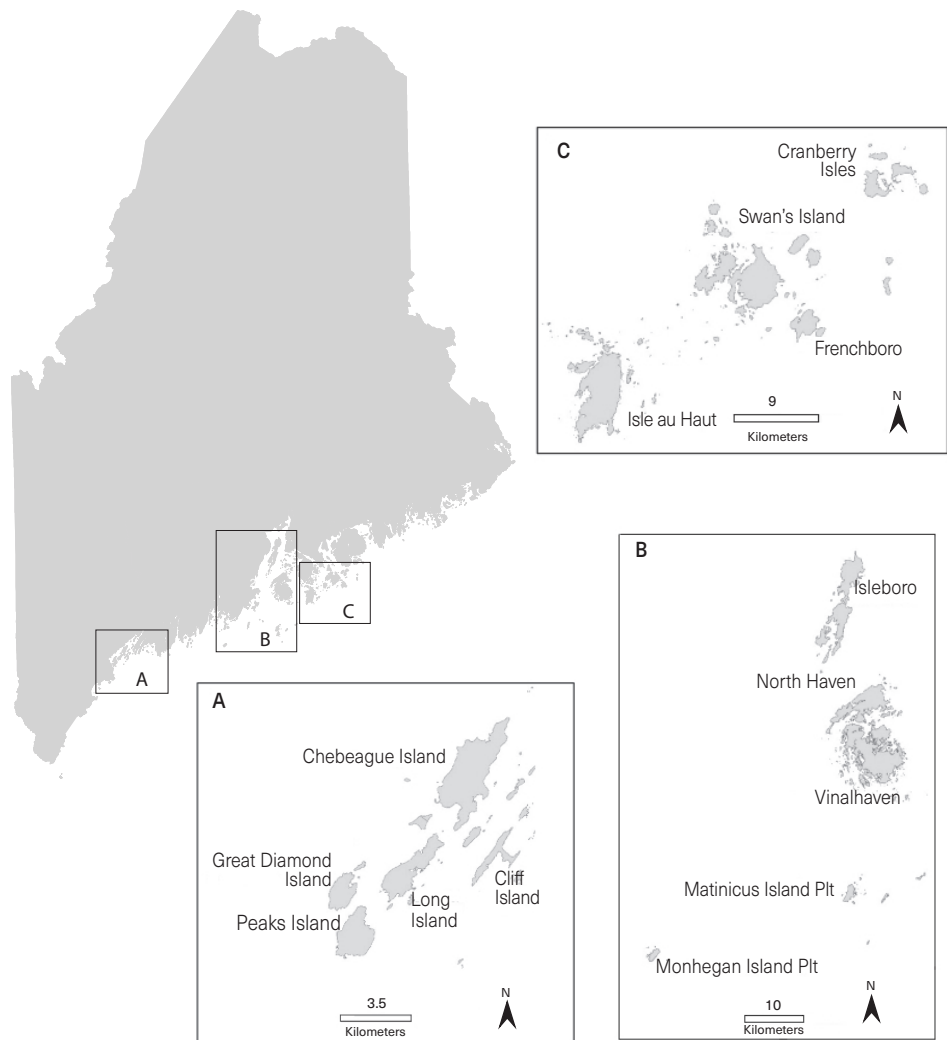 C
Cranberry
Isles
Swan's Island
Frenchboro
Isle au Haut
9
Kilometers
N
A
B
C
B
Isleboro
North Haven
Vinalhaven
Matinicus Island Plt
Monhegan Island Plt
10
Kilometers
N
A
Chebeague Island
Great Diamond
Island
Peaks Island
Long
Island
Cliff
Island
3.5
Kilometers
N